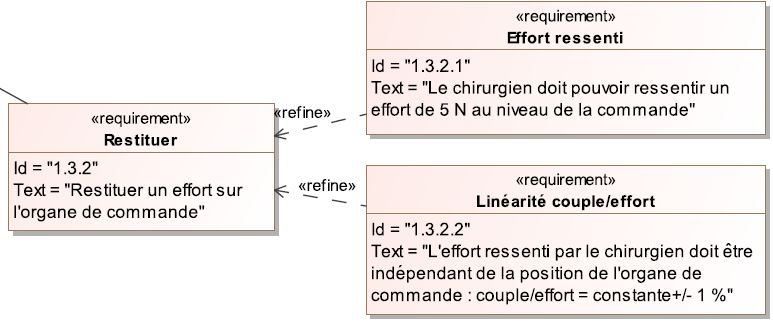 «requirement»
Effort ressenti
Id = "1.3.2.1"
Text = "Le chirurgien doit pouvoir ressentir un
effort de 5 N au niveau de la commande"
«refine»
«requirement»
Restituer
Id = "1.3.2"
Text = "Restituer un effort sur
l'organe de commande"
«refine»
«requirement»
Linéarité couple/effort
Id = "1.3.2.2"
Text = "L'effort ressenti par le chirurgien doit être
indépendant de la position de l'organe de
commande : couple/effort = constante+/- 1 %"